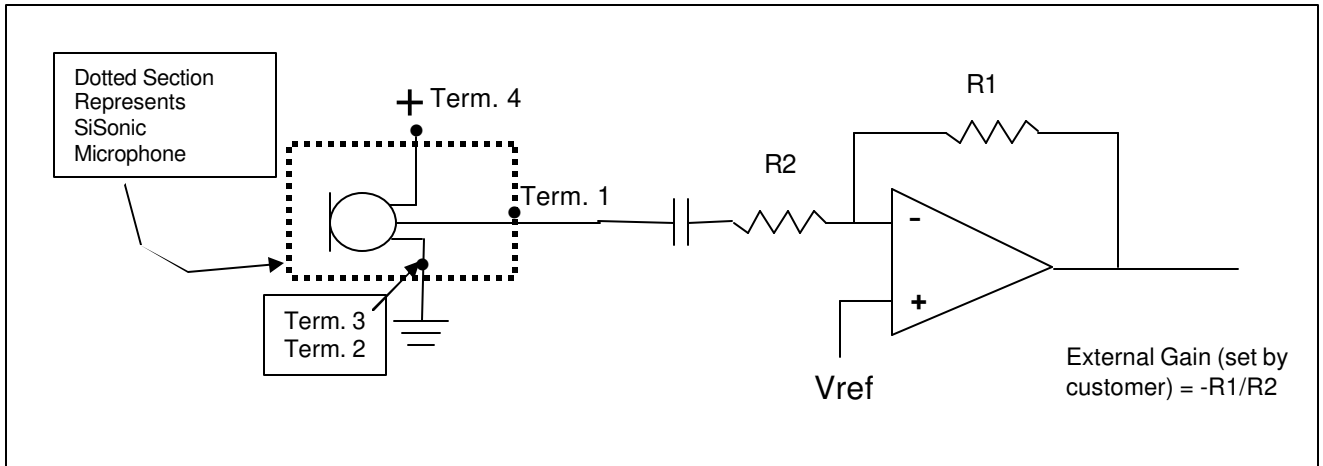 Dotted Section
Represents
SiSonic
Microphone
+ Term. 4
Term. 1
Term. 3
Term. 2
R2
R1
-
+
Vref
External Gain (set by
customer) = -R1/R2